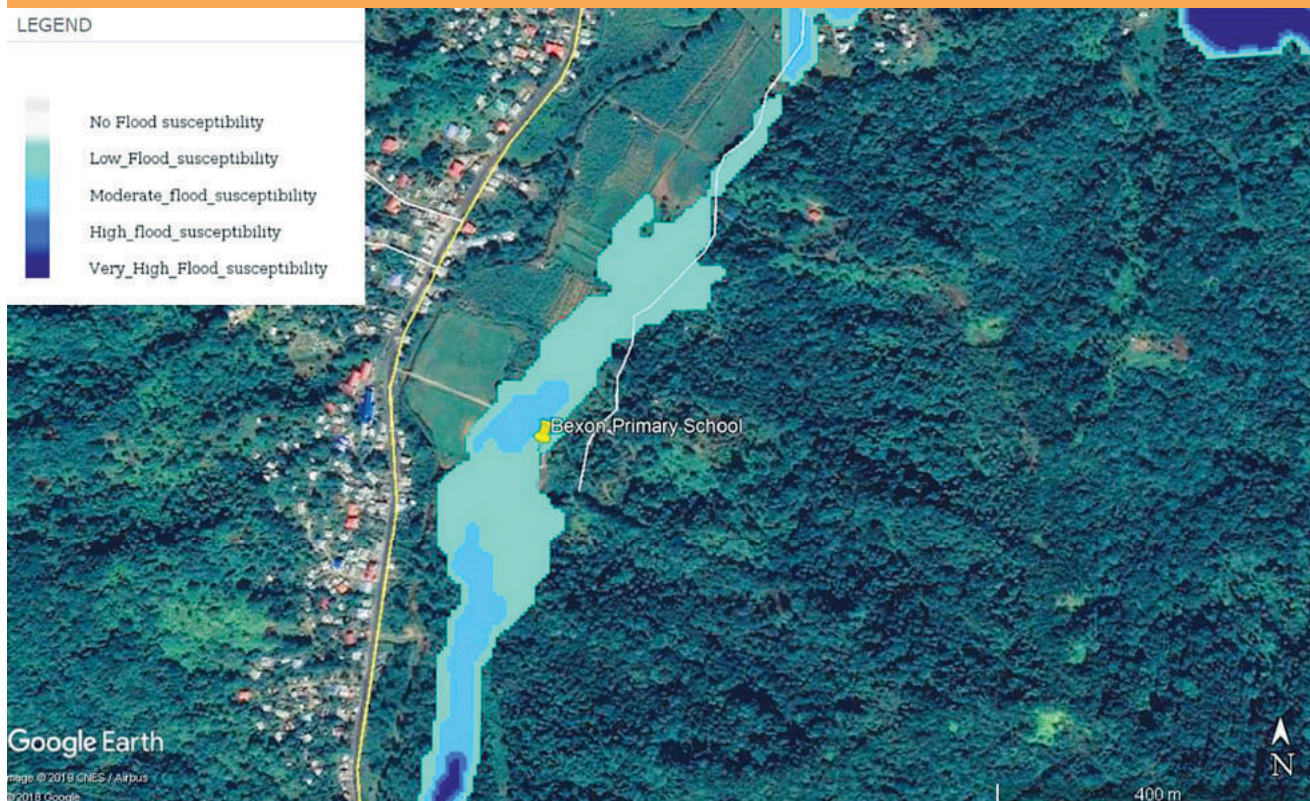 LEGEND
No Flood susceptibility
Low_Flood_susceptibility
Moderate_flood_susceptibility
High_flood_susceptibility
Very_High_Flood_susceptibility
Bexon Primary School
Google Earth
mage © 2019 CNES / Airbus
©2018 Google
N
400 m